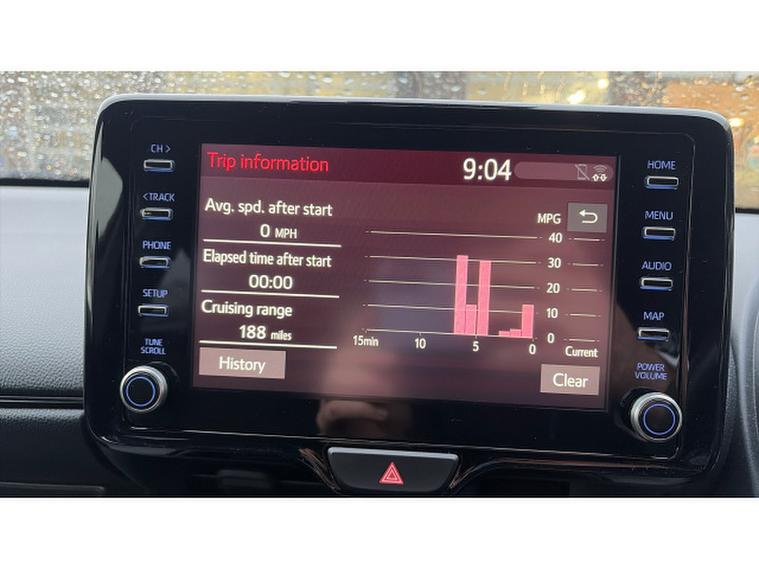 CH >
< TRACK
PHONE
SETUP
TUNE
SCROLL
Trip information
9:04
Avg. spd. after start
0 MPH
Elapsed time after start
00:00
Cruising range
188 miles
History
MPG
40
30
20
10
0
15min 10 5 0 Current
Clear
HOME
MENU
AUDIO
MAP
POWER
VOLUME